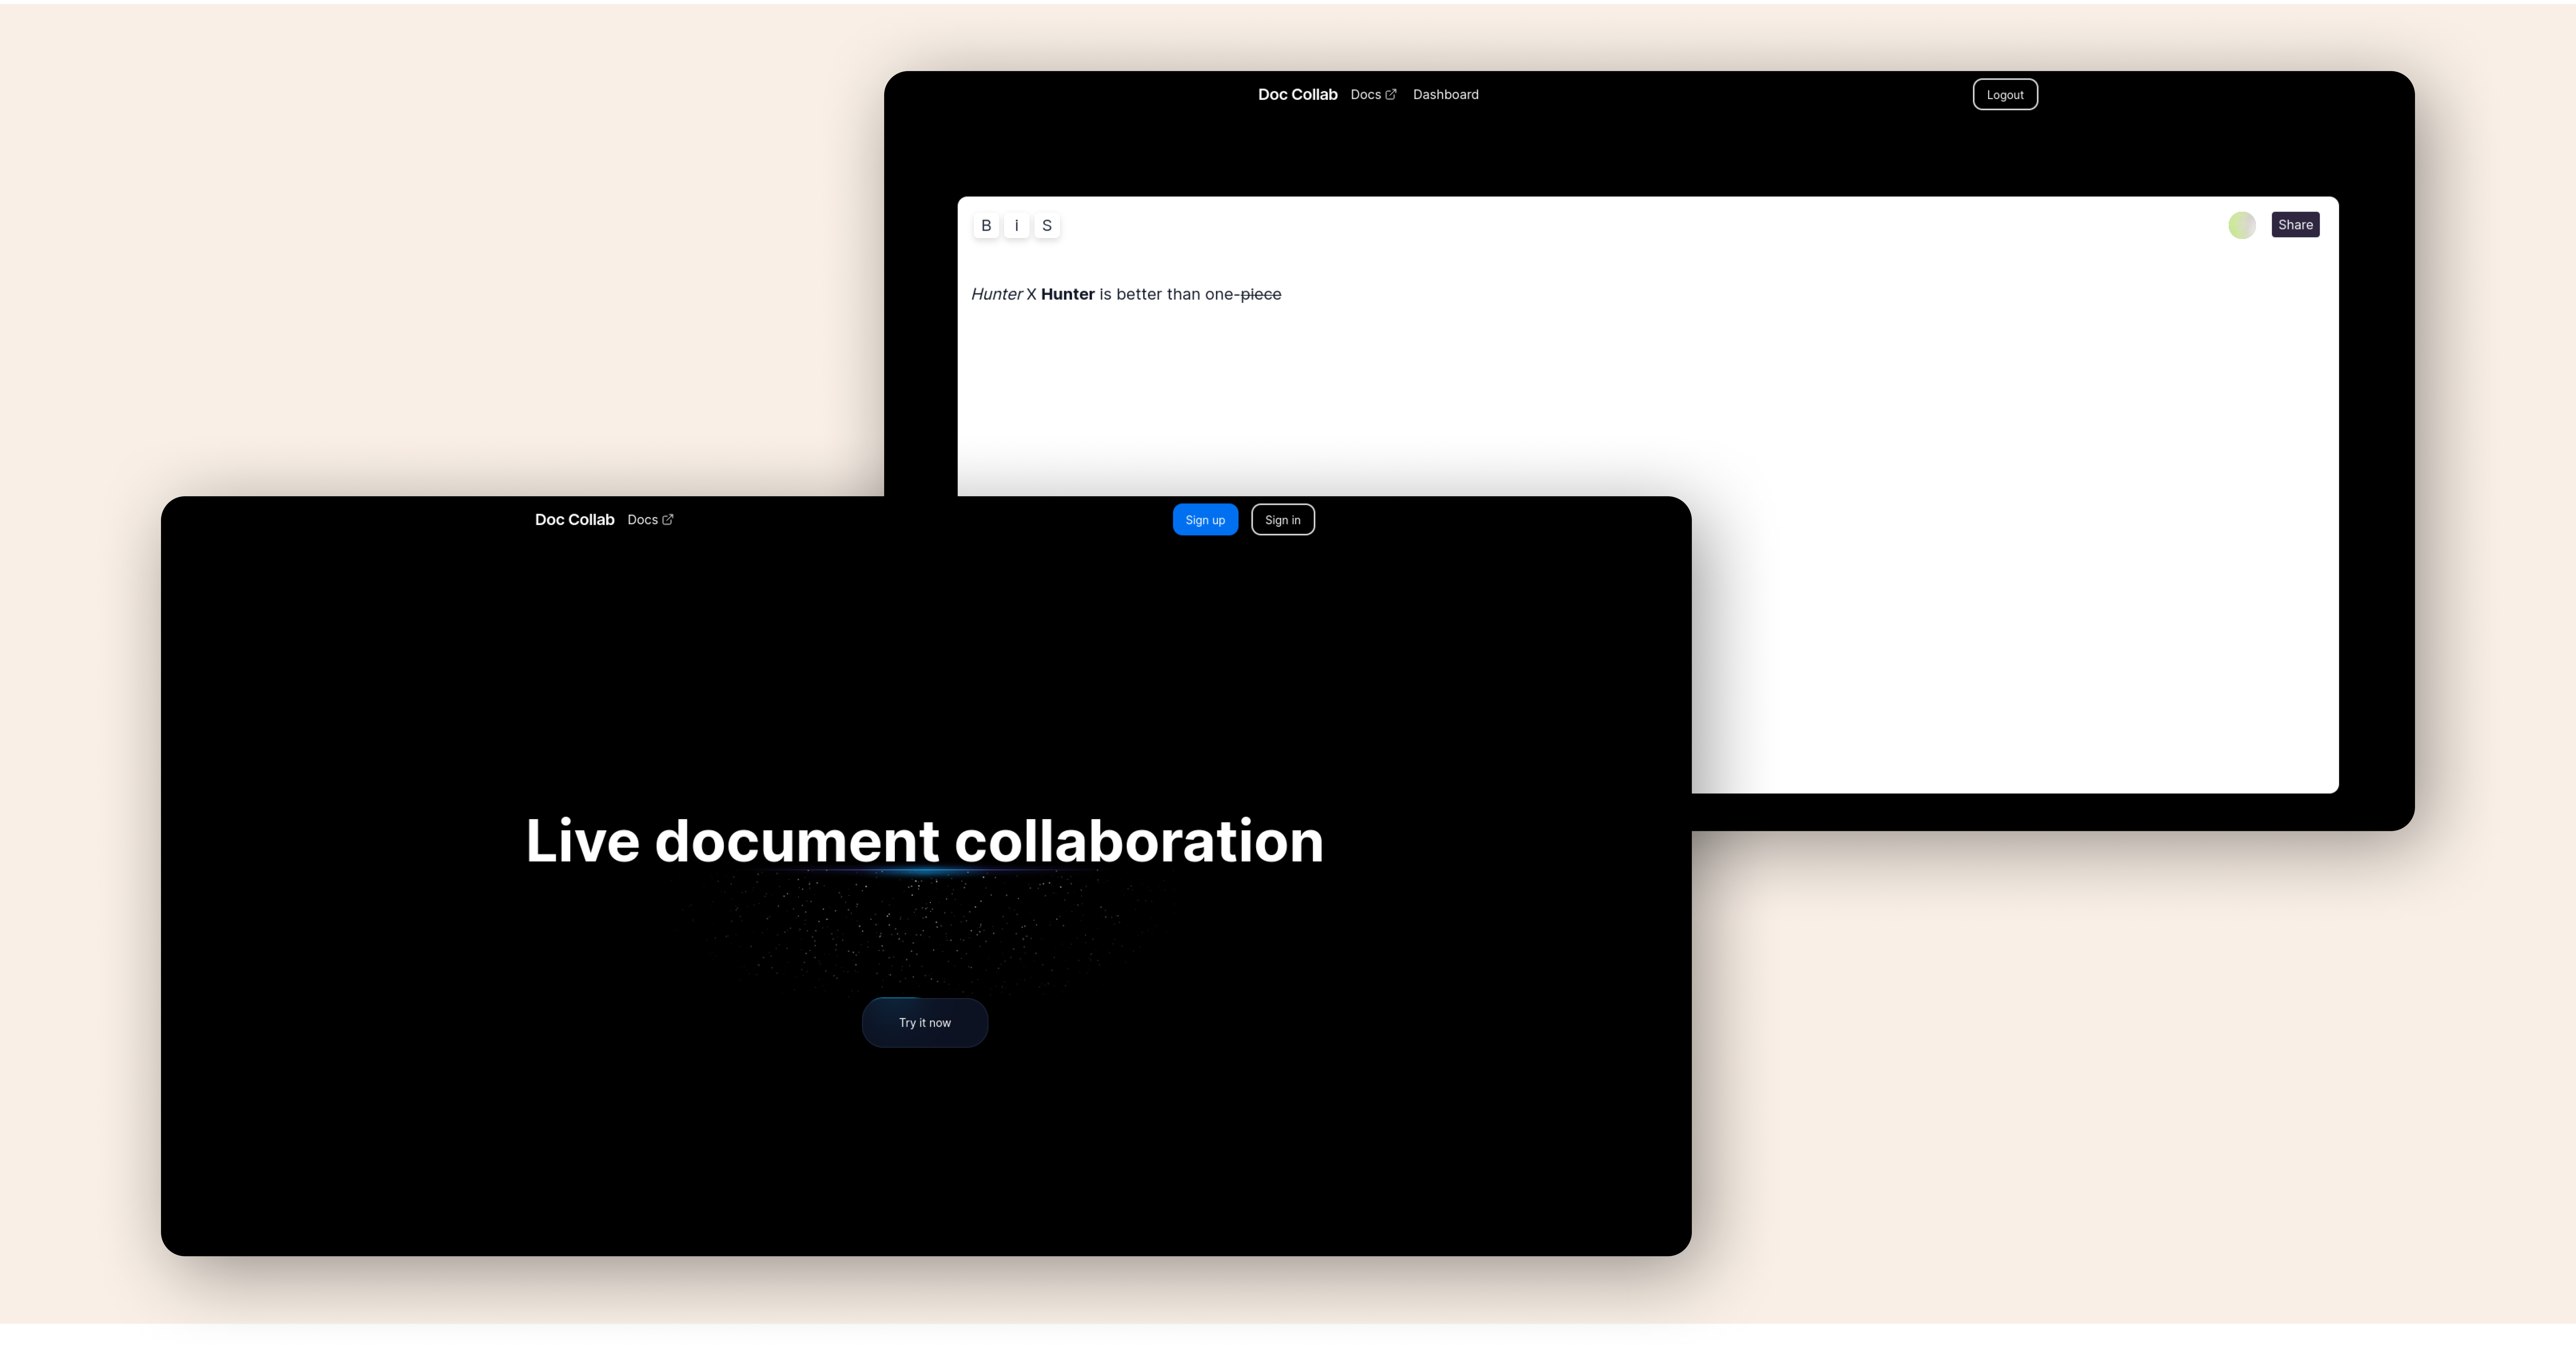 Doc Collab Docs Dashboard Logout
B i S Share
Hunter X Hunter is better than one-piece
Doc Collab Docs Sign up Sign in
Live document collaboration
Try it now